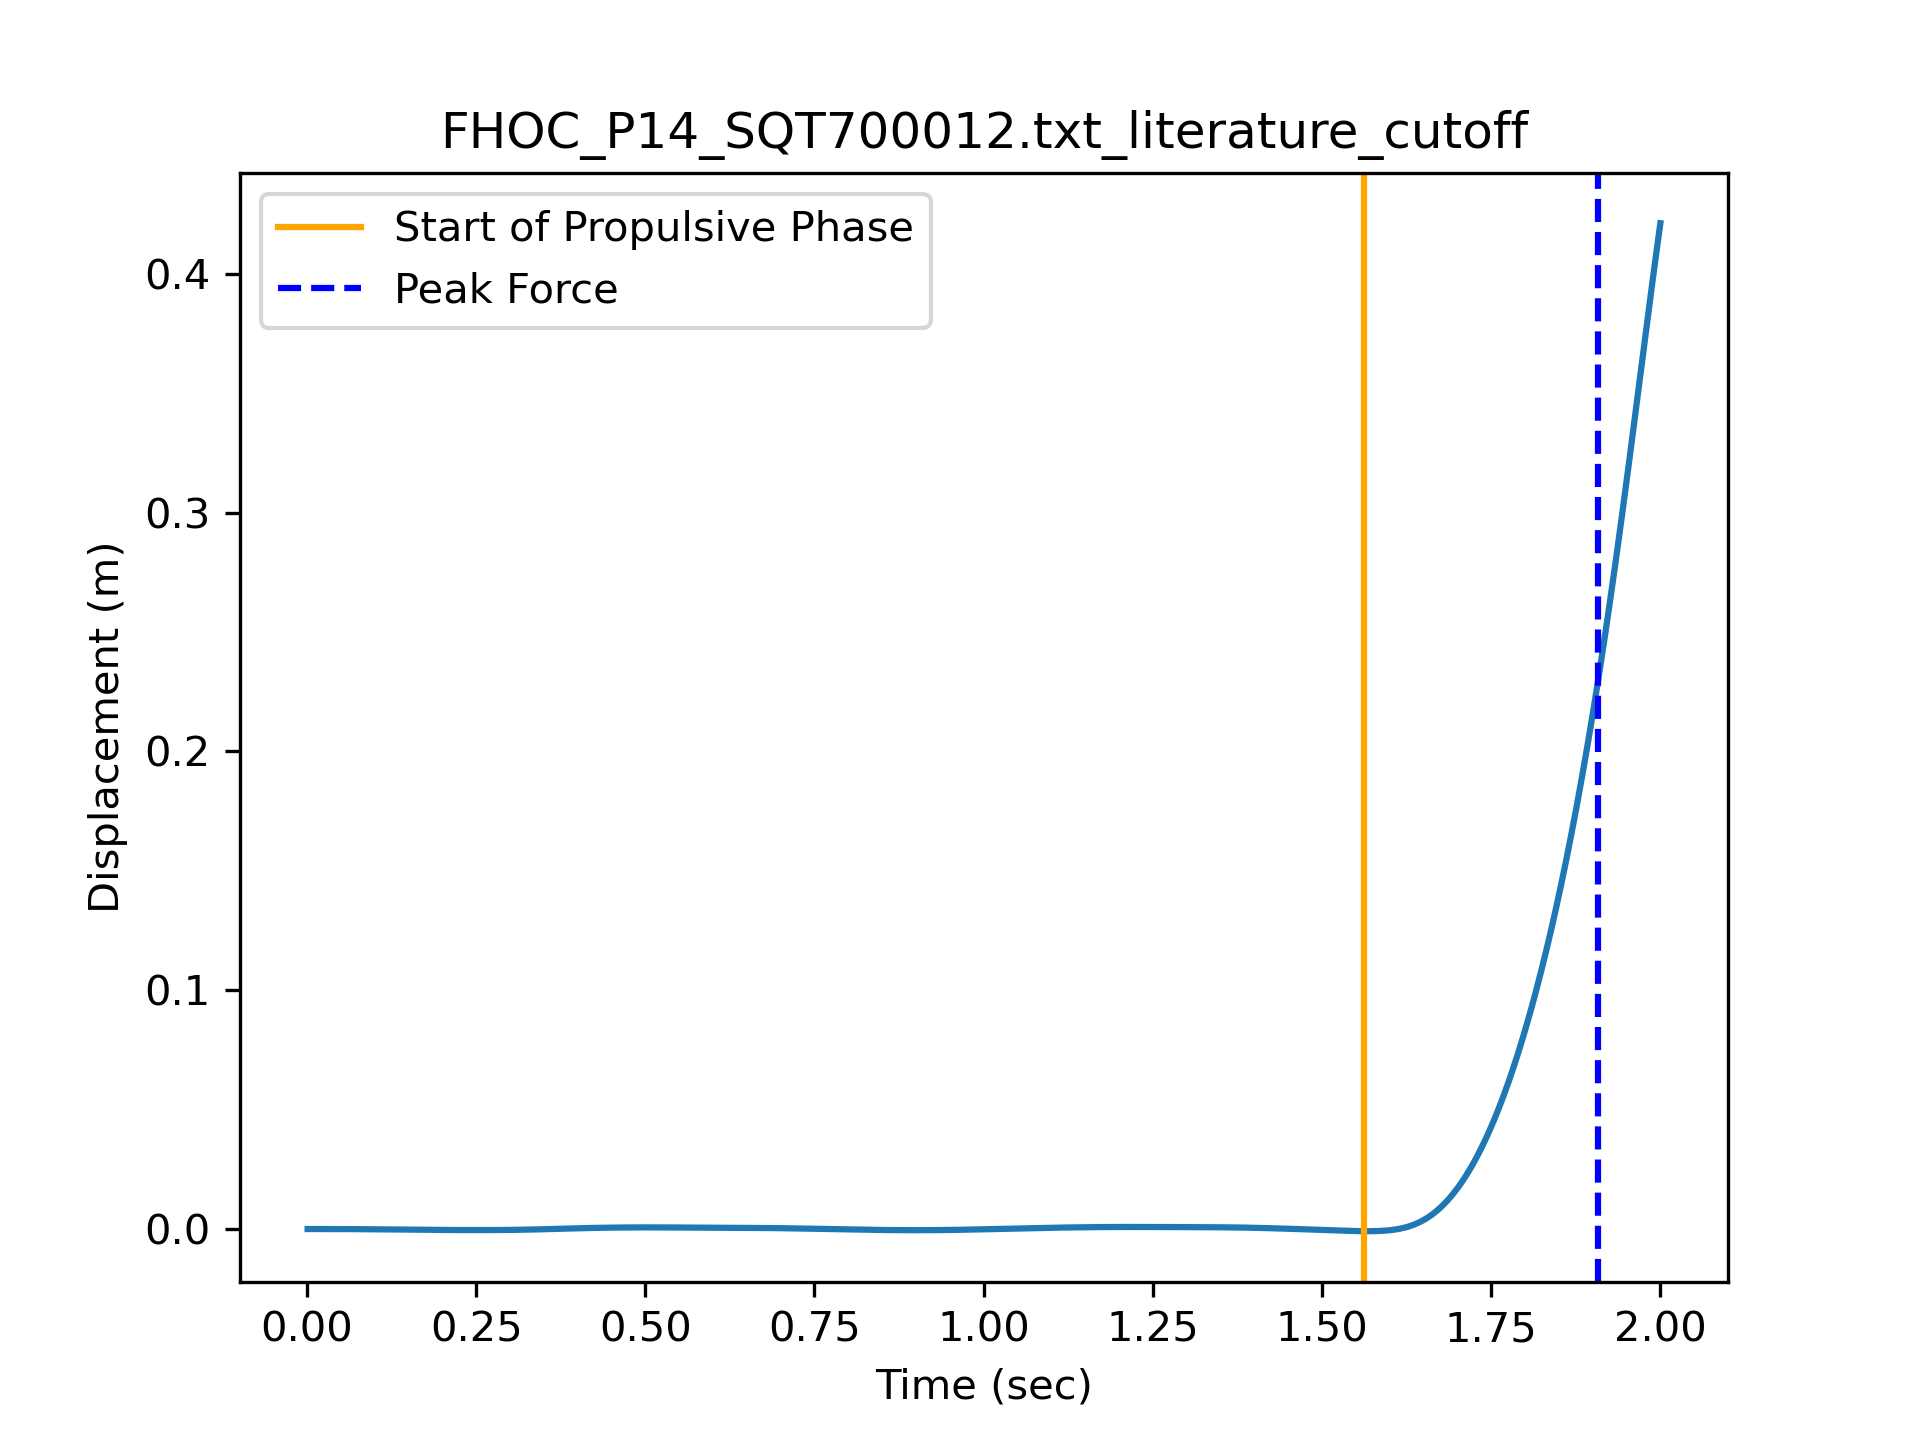 FHOC_P14_SQT700012.txt_literature_cutoff
Start of Propulsive Phase
Peak Force
0.4
0.3
0.2
0.1
0.0
Displacement (m)
0.00 0.25 0.50 0.75 1.00 1.25 1.50 1.75 2.00
Time (sec)